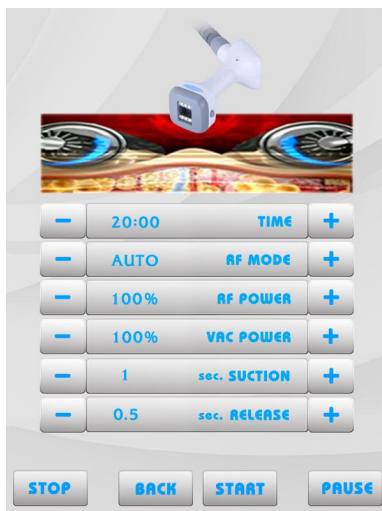 − 20:00 TIME +
− AUTO RF MODE +
− 100% RF POWER +
− 100% VAC POWER +
− 1 sec. SUCTION +
− 0.5 sec. RELEASE +
STOP BACK START PAUSE